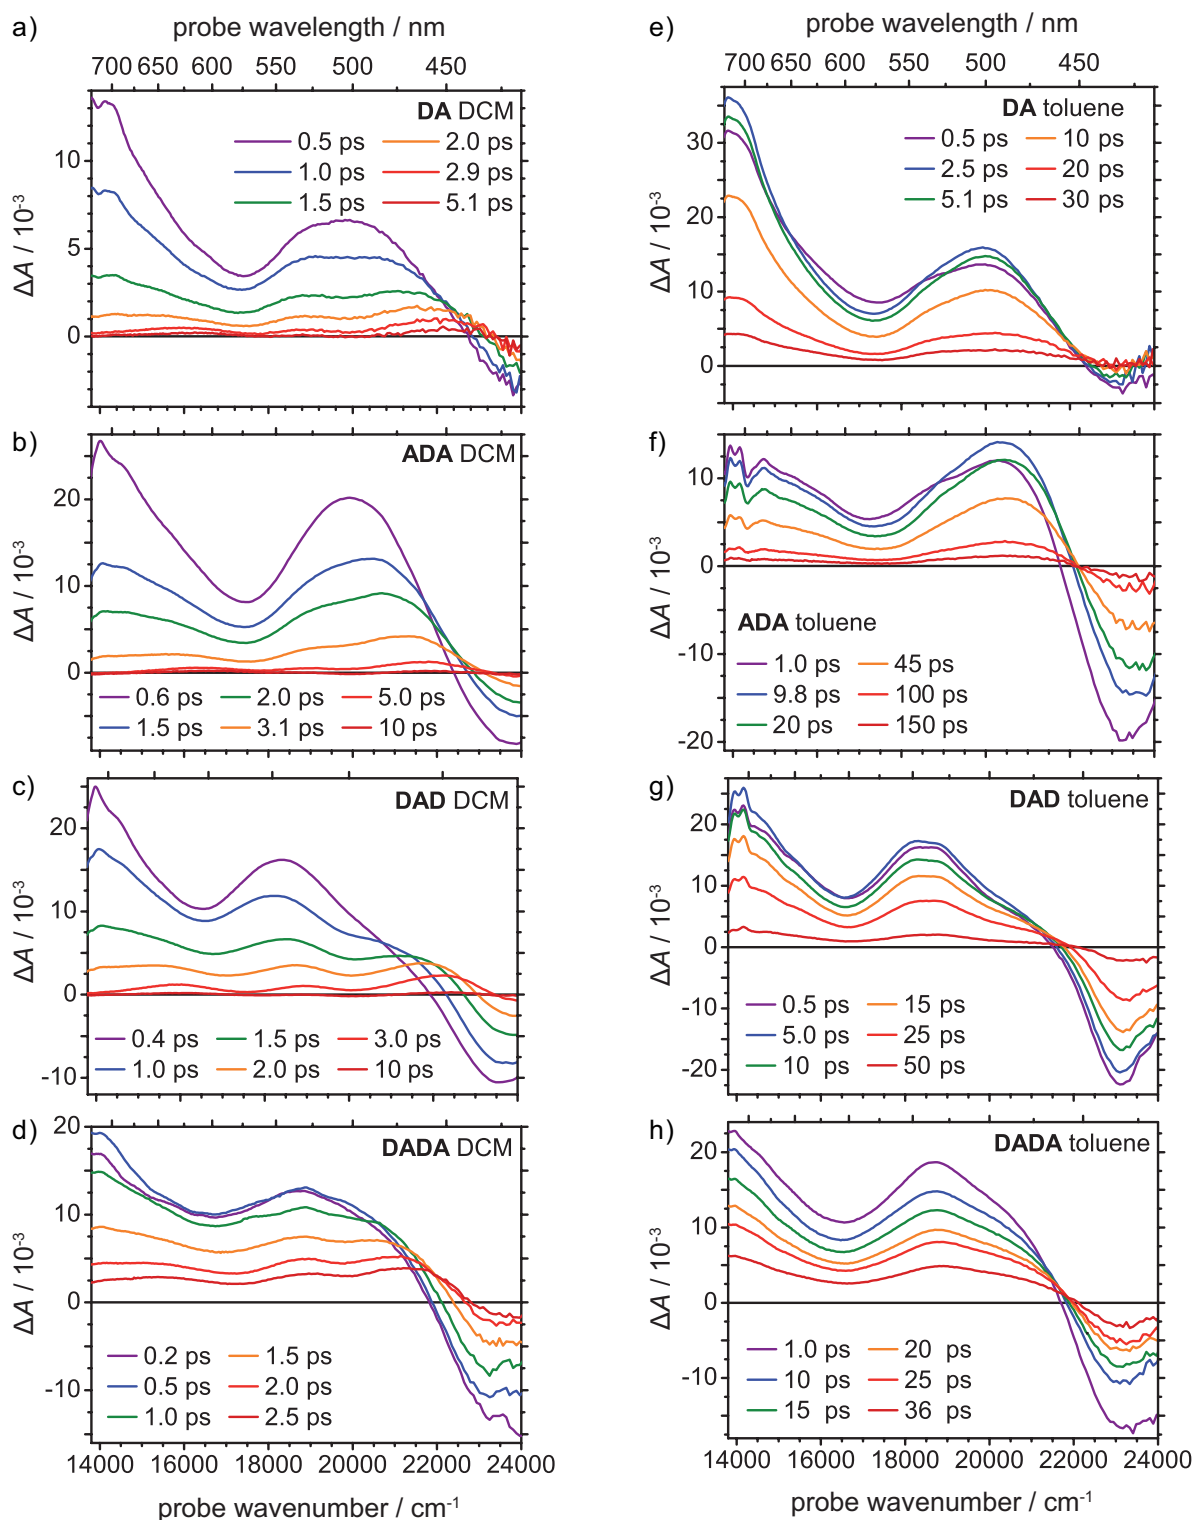 a)
probe wavelength / nm
700 650 600 550 500 450
DA DCM
0.5 ps 2.0 ps
1.0 ps 2.9 ps
1.5 ps 5.1 ps
10
5
0
ΔA / 10⁻³
b)
ADA DCM
20
10
0
ΔA / 10⁻³
0.6 ps 2.0 ps 5.0 ps
1.5 ps 3.1 ps 10 ps
c)
DAD DCM
20
10
0
-10
ΔA / 10⁻³
0.4 ps 1.5 ps 3.0 ps
1.0 ps 2.0 ps 10 ps
d)
DADA DCM
20
10
0
-10
ΔA / 10⁻³
0.2 ps 1.5 ps
0.5 ps 2.0 ps
1.0 ps 2.5 ps
14000 16000 18000 20000 22000 24000
probe wavenumber / cm⁻¹
e)
probe wavelength / nm
700 650 600 550 500 450
DA toluene
0.5 ps 10 ps
2.5 ps 20 ps
5.1 ps 30 ps
30
20
10
0
ΔA / 10⁻³
f)
10
0
-10
-20
ΔA / 10⁻³
ADA toluene
1.0 ps 45 ps
9.8 ps 100 ps
20 ps 150 ps
g)
DAD toluene
20
10
0
-10
-20
ΔA / 10⁻³
0.5 ps 15 ps
5.0 ps 25 ps
10 ps 50 ps
h)
DADA toluene
20
10
0
-10
ΔA / 10⁻³
1.0 ps 20 ps
10 ps 25 ps
15 ps 36 ps
14000 16000 18000 20000 22000 24000
probe wavenumber / cm⁻¹